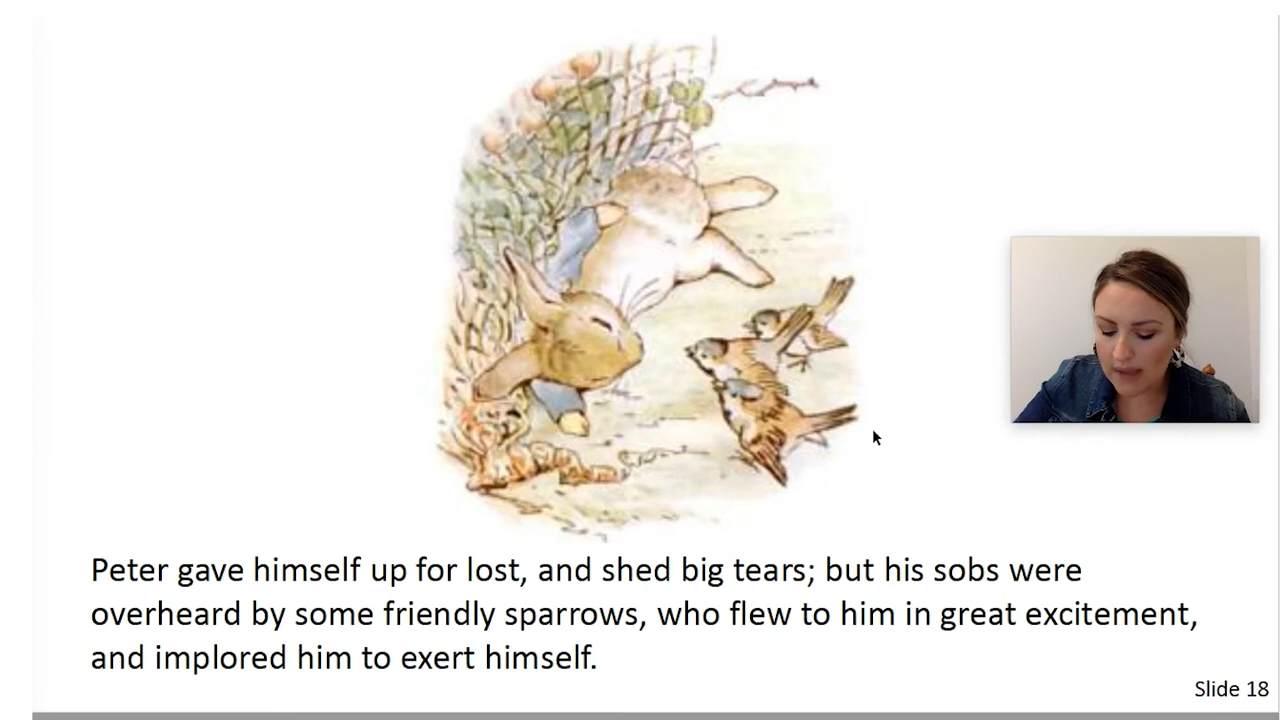 Peter gave himself up for lost, and shed big tears; but his sobs were
overheard by some friendly sparrows, who flew to him in great excitement,
and implored him to exert himself.
Slide 18